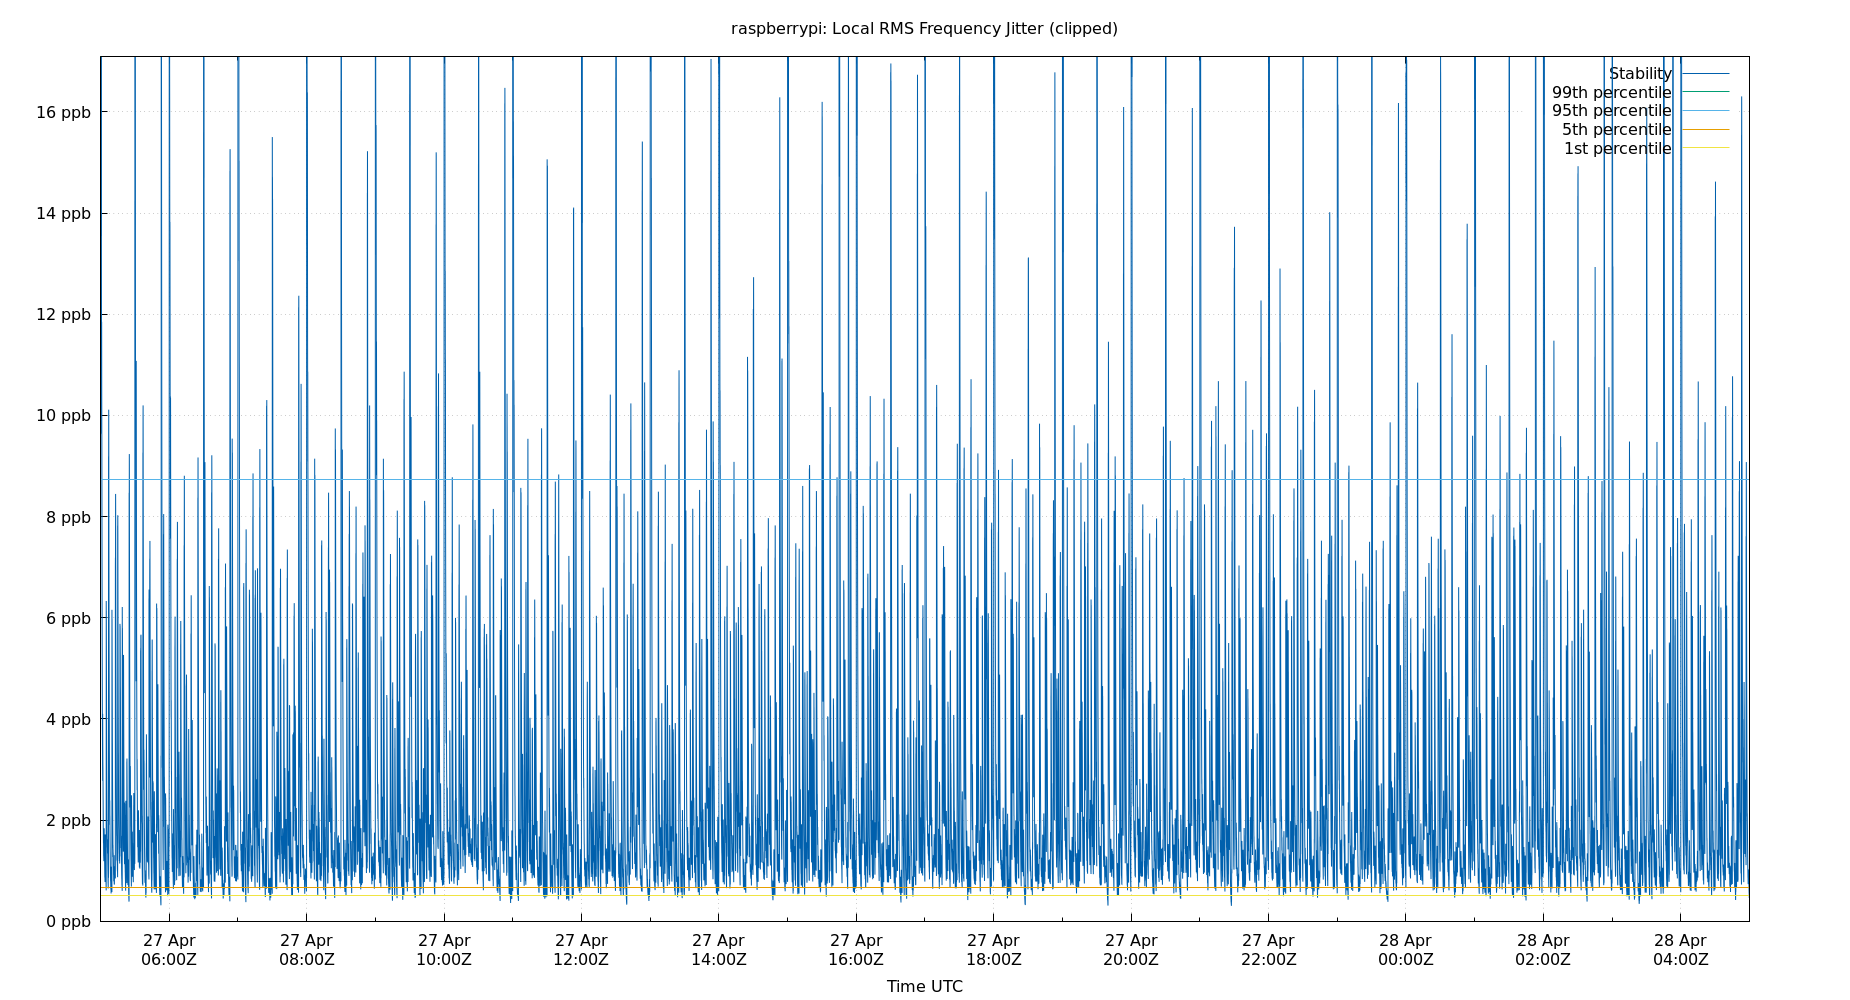 raspberrypi: Local RMS Frequency Jitter (clipped)
Stability
99th percentile
95th percentile
5th percentile
1st percentile
16 ppb
14 ppb
12 ppb
10 ppb
8 ppb
6 ppb
4 ppb
2 ppb
0 ppb
27 Apr 27 Apr 27 Apr 27 Apr 27 Apr 27 Apr 27 Apr 27 Apr 27 Apr 28 Apr 28 Apr 28 Apr
06:00Z 08:00Z 10:00Z 12:00Z 14:00Z 16:00Z 18:00Z 20:00Z 22:00Z 00:00Z 02:00Z 04:00Z
Time UTC